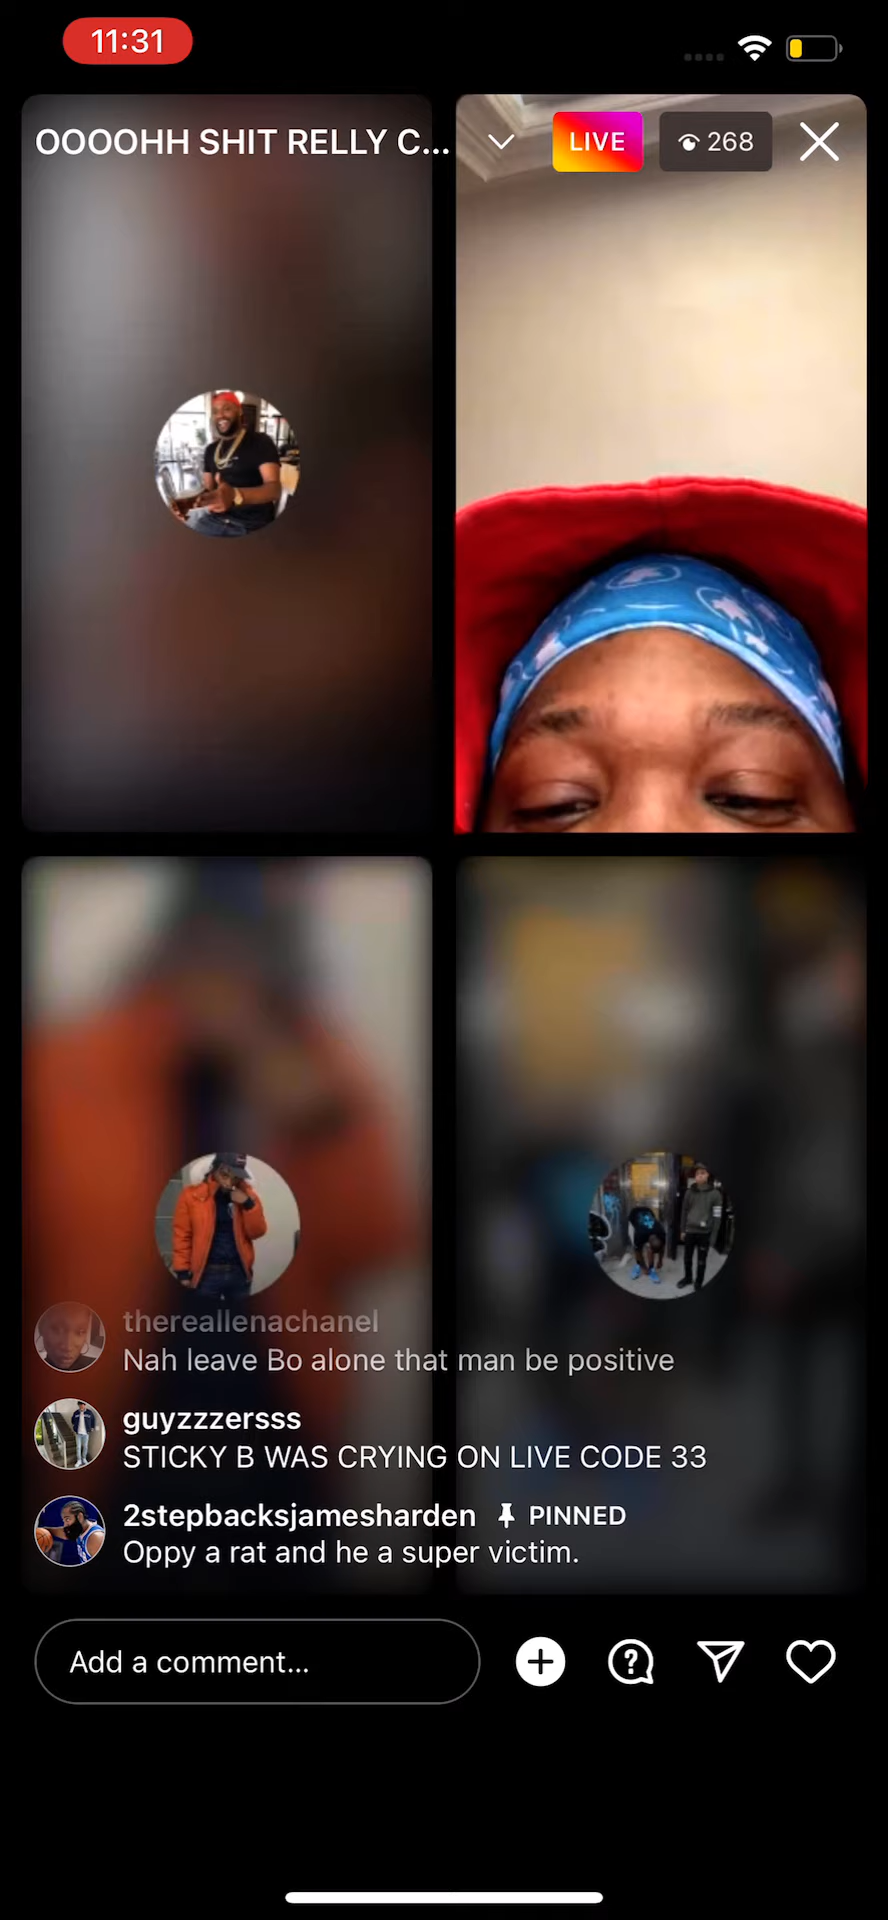 11:31
OOOOHH SHIT RELLY C...
LIVE
268
thereallenachanel
Nah leave Bo alone that man be positive
guyzzzersss
STICKY B WAS CRYING ON LIVE CODE 33
2stepbacksjamesharden PINNED
Oppy a rat and he a super victim.
Add a comment...